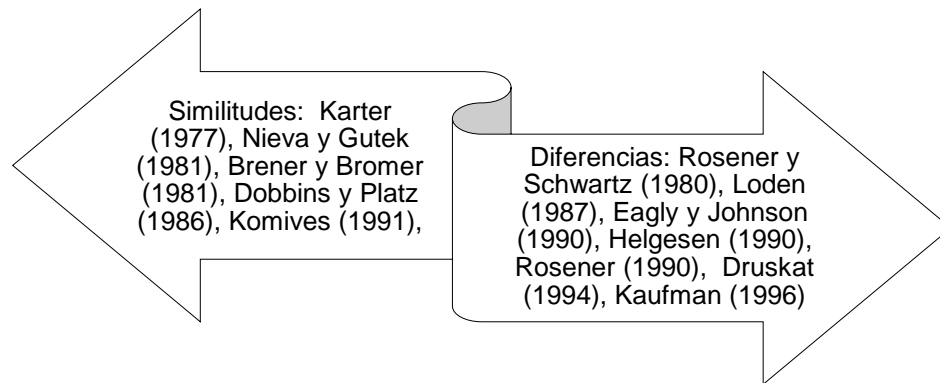 Similitudes: Karter
(1977), Nieva y Gutek
(1981), Brener y Bromer
(1981), Dobbins y Platz
(1986), Komives (1991),
Diferencias: Rosener y
Schwartz (1980), Loden
(1987), Eagly y Johnson
(1990), Helgesen (1990),
Rosener (1990), Druskat
(1994), Kaufman (1996)